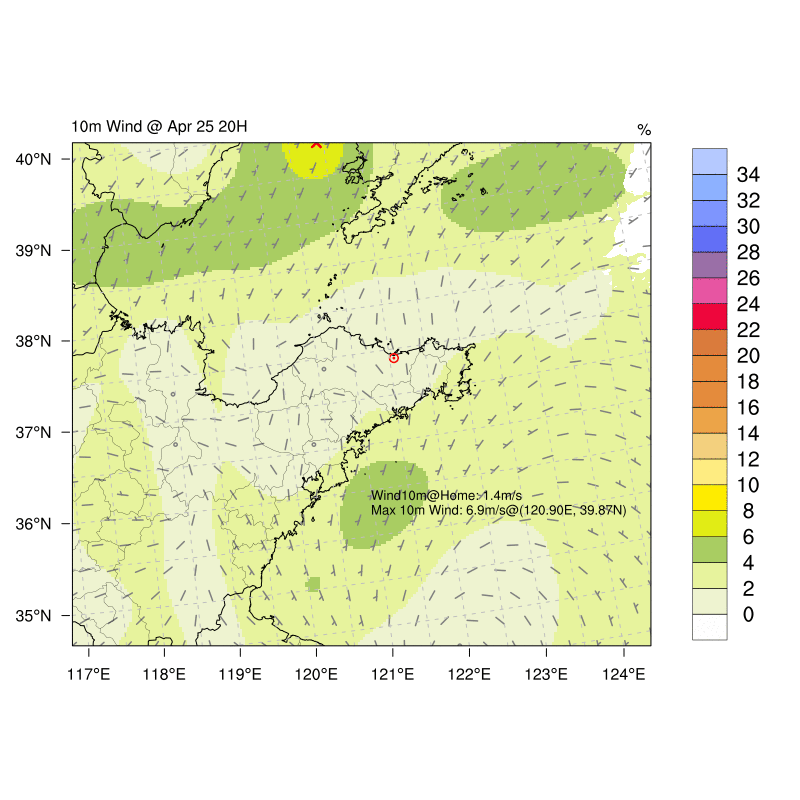 10m Wind @ Apr 25 20H
%
40°N
39°N
38°N
37°N
36°N
35°N
117°E
118°E
119°E
120°E
121°E
122°E
123°E
124°E
Wind10m@Home: 1.4m/s
Max 10m Wind: 6.9m/s@(120.90E, 39.87N)
34
32
30
28
26
24
22
20
18
16
14
12
10
8
6
4
2
0